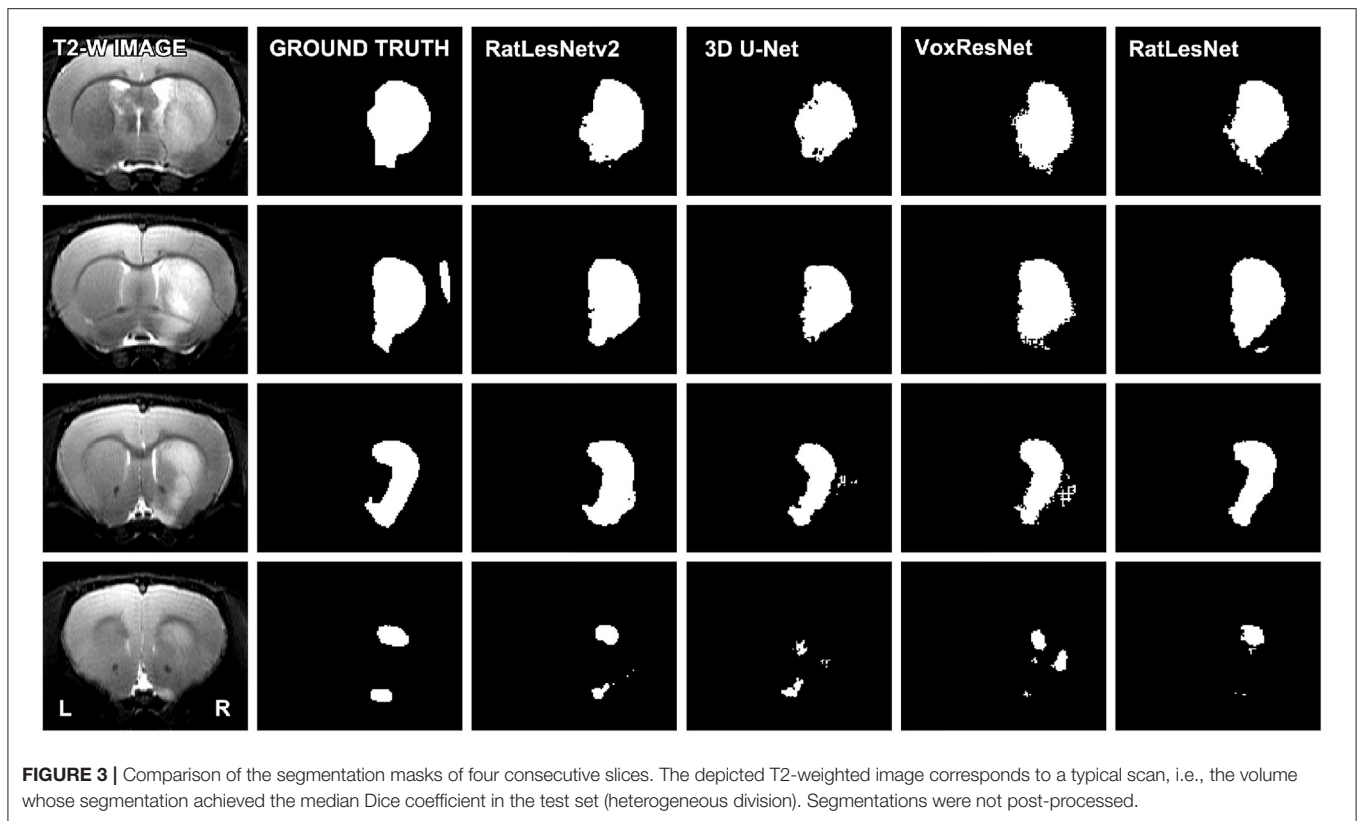 T2-W IMAGE
GROUND TRUTH
RatLesNetv2
3D U-Net
VoxResNet
RatLesNet
L R
FIGURE 3 | Comparison of the segmentation masks of four consecutive slices. The depicted T2-weighted image corresponds to a typical scan, i.e., the volume
whose segmentation achieved the median Dice coefficient in the test set (heterogeneous division). Segmentations were not post-processed.